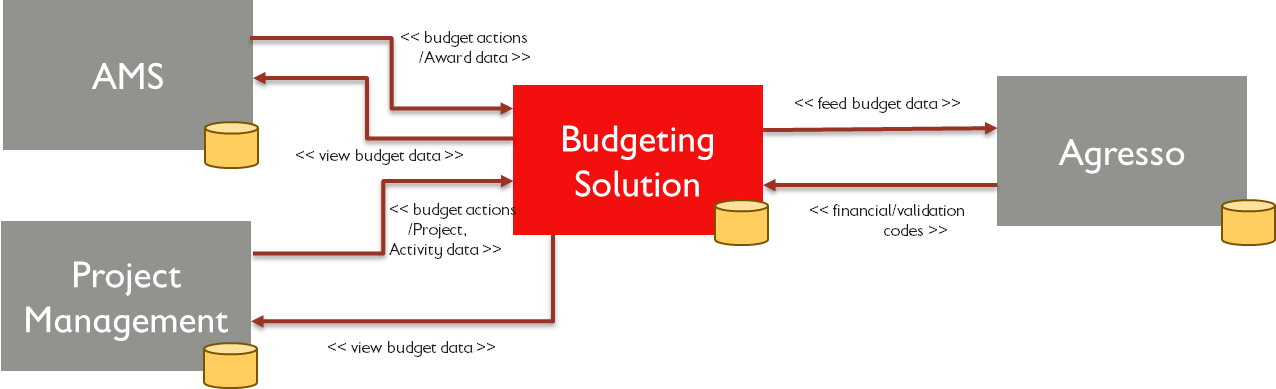 AMS
<< budget actions
/Award data >>
<< view budget data >>
Budgeting
Solution
<< feed budget data >>
Agresso
<< financial/validation
codes >>
<< budget actions
/Project,
Activity data >>
Project
Management
<< view budget data >>